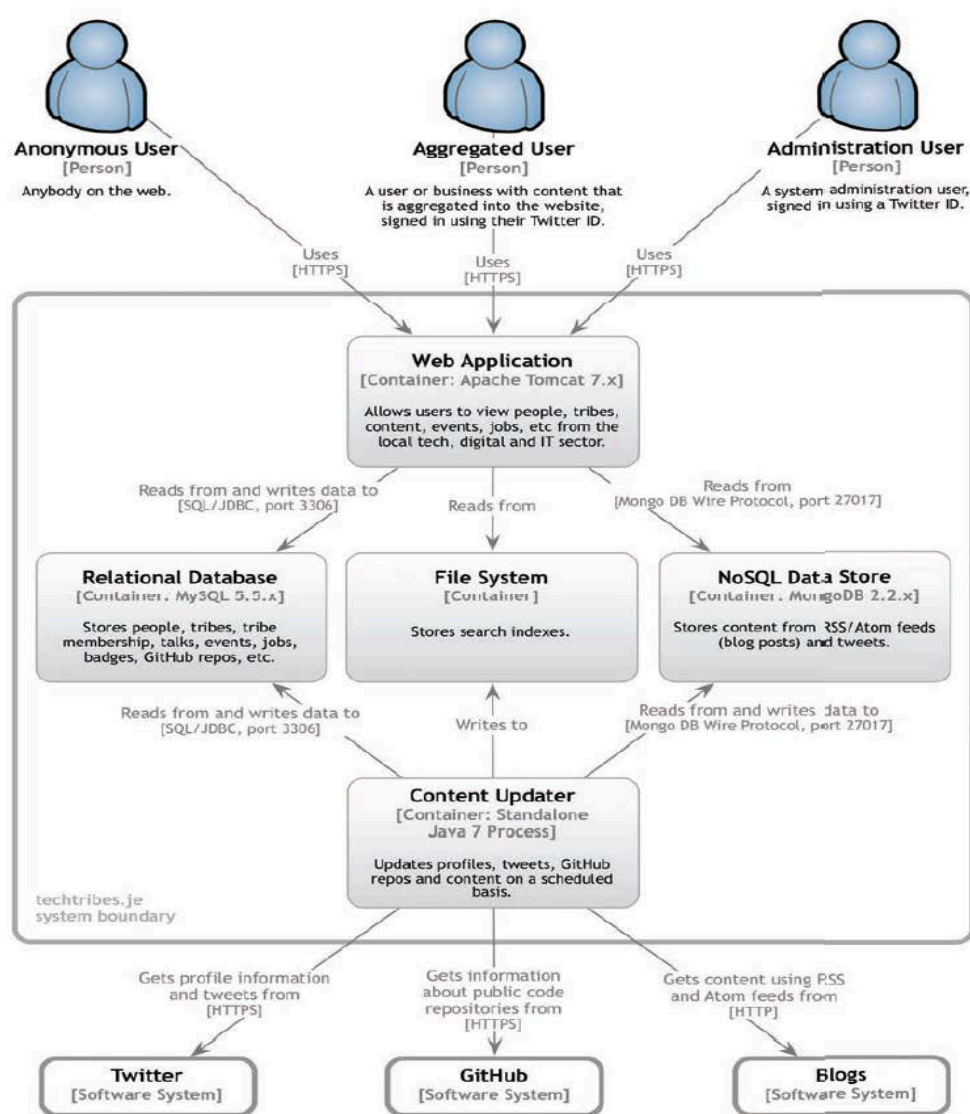 Anonymous User
[Person]
Anybody on the web.
Aggregated User
[Person]
A user or business with content that
is aggregated into the website,
signed in using their Twitter ID.
Administration User
[Person]
A system administration user,
signed in using a Twitter ID.
Uses
[HTTPS]
Uses
[HTTPS]
Uses
[HTTPS]
Web Application
[Container: Apache Tomcat 7.x]
Allows users to view people, tribes,
content, events, jobs, etc from the
local tech, digital and IT sector.
Reads from and writes data to
[SQL/JDBC, port 3306]
Reads from
Reads from
[Mongo DB Wire Protocol, port 27017]
Relational Database
[Container: MySQL 5.5.x]
Stores people, tribes, tribe
membership, talks, events, jobs,
badges, GitHub repos, etc.
File System
[Container]
Stores search indexes.
NoSQL Data Store
[Container: MongoDB 2.2.x]
Stores content from RSS/Atom feeds
(blog posts) and tweets.
Reads from and writes data to
[SQL/JDBC, port 3306]
Writes to
Reads from and writes data to
[Mongo DB Wire Protocol, port 27017]
Content Updater
[Container: Standalone
Java 7 Process]
Updates profiles, tweets, GitHub
repos and content on a scheduled
basis.
techtribes.je
system boundary
Gets profile information
and tweets from
[HTTPS]
Gets information
about public code
repositories from
[HTTPS]
Gets content using RSS
and Atom feeds from
[HTTP]
Twitter
[Software System]
GitHub
[Software System]
Blogs
[Software System]